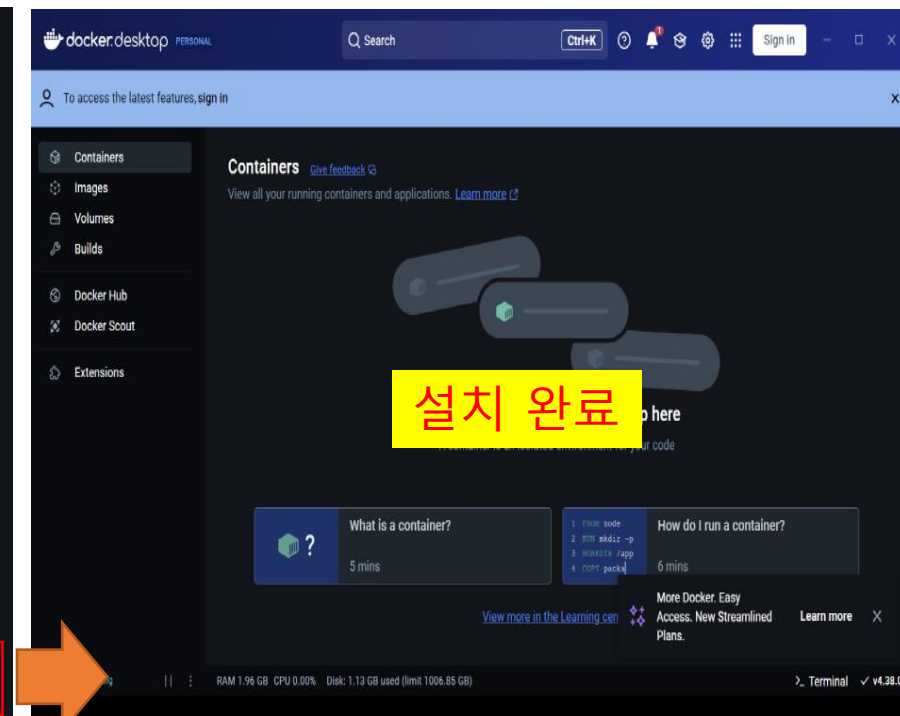 docker.desktop PERSONAL
Search
Ctrl+K
Sign in
To access the latest features, sign in
Containers
Images
Volumes
Builds
Docker Hub
Docker Scout
Extensions
Containers Give feedback
View all your running containers and applications. Learn more
설치 완료
here
your code
What is a container?
5 mins
1 FROM node
2 RUN mkdir -p
3 WORKDIR /app
4 COPY packa
How do I run a container?
6 mins
View more in the Learning cen
More Docker. Easy
Access. New Streamlined
Plans.
Learn more
RAM 1.96 GB CPU 0.00% Disk: 1.13 GB used (limit 1006.85 GB)
Terminal
v4.38.0